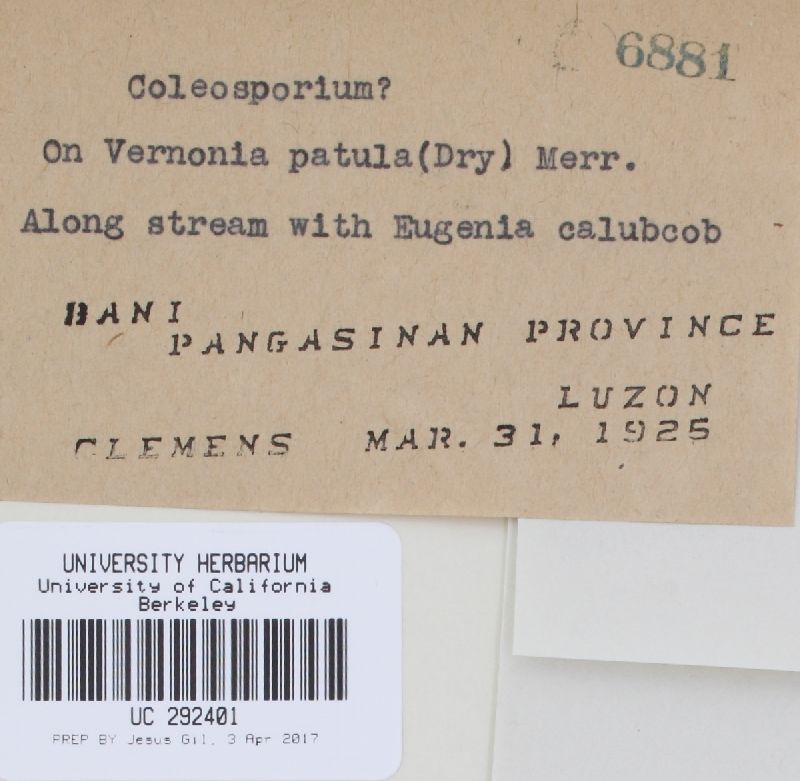 6881
Coleosporium?
On Vernonia patula(Dry) Merr.
Along stream with Eugenia calubcob
BANI
PANGASINAN PROVINCE
LUZON
CLEMENS MAR. 31, 1925
UNIVERSITY HERBARIUM
University of California
Berkeley
UC 292401
PREP BY Jesus Gil, 3 Apr 2017